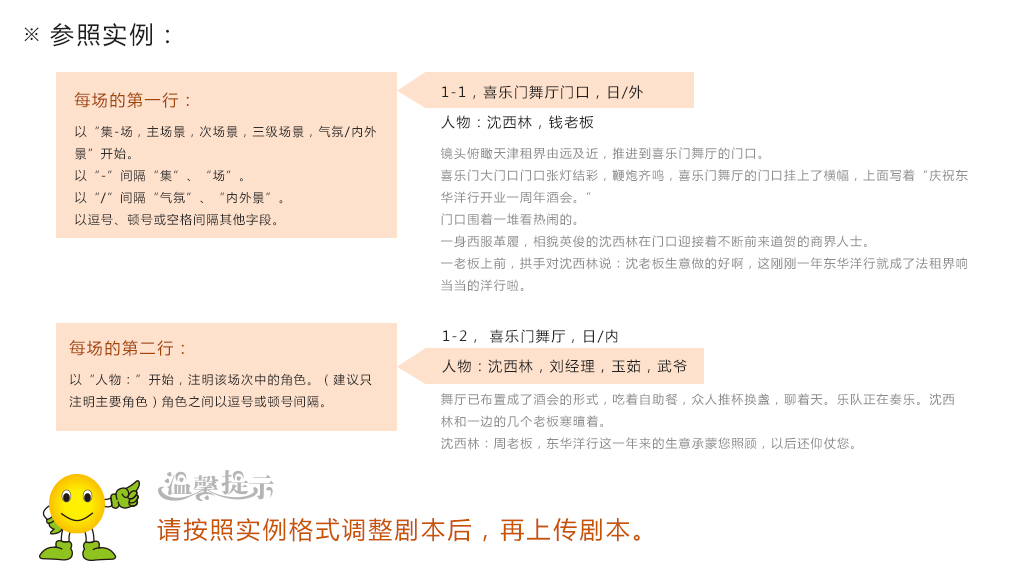 ※ 参照实例：
每场的第一行：
以“集-场，主场景，次场景，三级场景，气氛/内外
景”开始。
以“-”间隔“集”、“场”。
以“/”间隔“气氛”、“内外景”。
以逗号、顿号或空格间隔其他字段。
1-1，喜乐门舞厅门口，日/外
人物：沈西林，钱老板
镜头俯瞰天津租界由远及近，推进到喜乐门舞厅的门口。
喜乐门大门口门口张灯结彩，鞭炮齐鸣，喜乐门舞厅的门口挂上了横幅，上面写着“庆祝东
华洋行开业一周年酒会。”
门口围着一堆看热闹的。
一身西服革履，相貌英俊的沈西林在门口迎接着不断前来道贺的商界人士。
一老板上前，拱手对沈西林说：沈老板生意做的好啊，这刚刚一年东华洋行就成了法租界响
当当的洋行啦。
每场的第二行：
以“人物：”开始，注明该场次中的角色。（建议只
注明主要角色）角色之间以逗号或顿号间隔。
1-2， 喜乐门舞厅，日/内
人物：沈西林，刘经理，玉茹，武爷
舞厅已布置成了酒会的形式，吃着自助餐，众人推杯换盏，聊着天。乐队正在奏乐。沈西
林和一边的几个老板寒暄着。
沈西林：周老板，东华洋行这一年来的生意承蒙您照顾，以后还仰仗您。
温馨提示
请按照实例格式调整剧本后，再上传剧本。